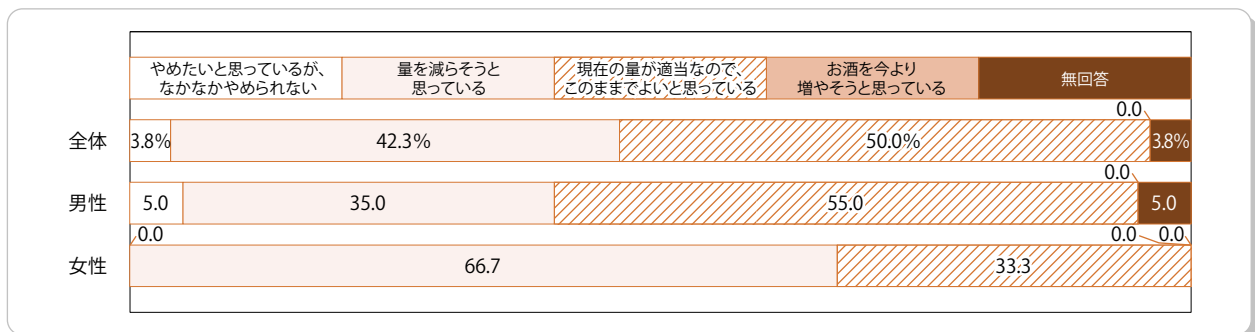 やめたいと思っているが、
なかなかやめられない
量を減らそうと
思っている
現在の量が適当なので、
このままでよいと思っている
お酒を今より
増やそうと思っている
無回答
0.0
全体 3.8% 42.3% 50.0% 3.8%
0.0
男性 5.0 35.0 55.0 5.0
0.0 0.0 0.0
女性 66.7 33.3